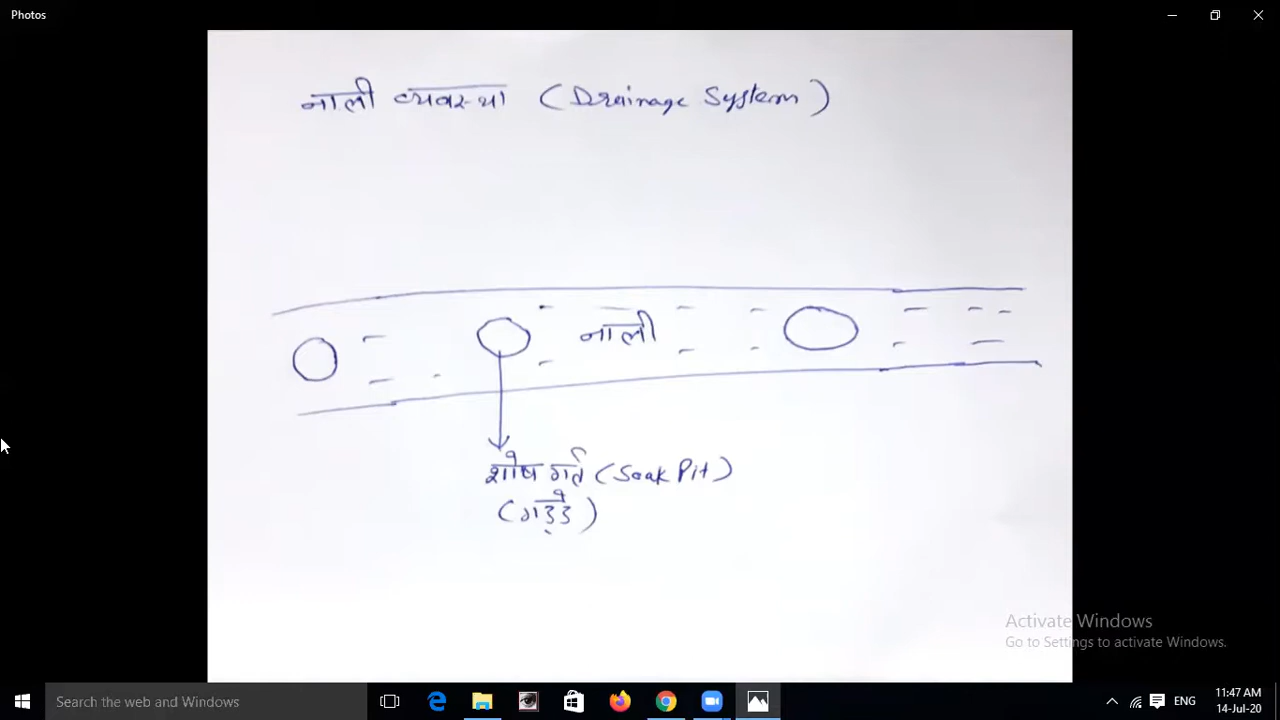 Photos
नाली व्यवस्था (Drainage System)
नाली
शोष गर्त (Soak Pit)
(गड्ढे)
Activate Windows
Go to Settings to activate Windows.
Search the web and Windows
ENG
11:47 AM
14-Jul-20